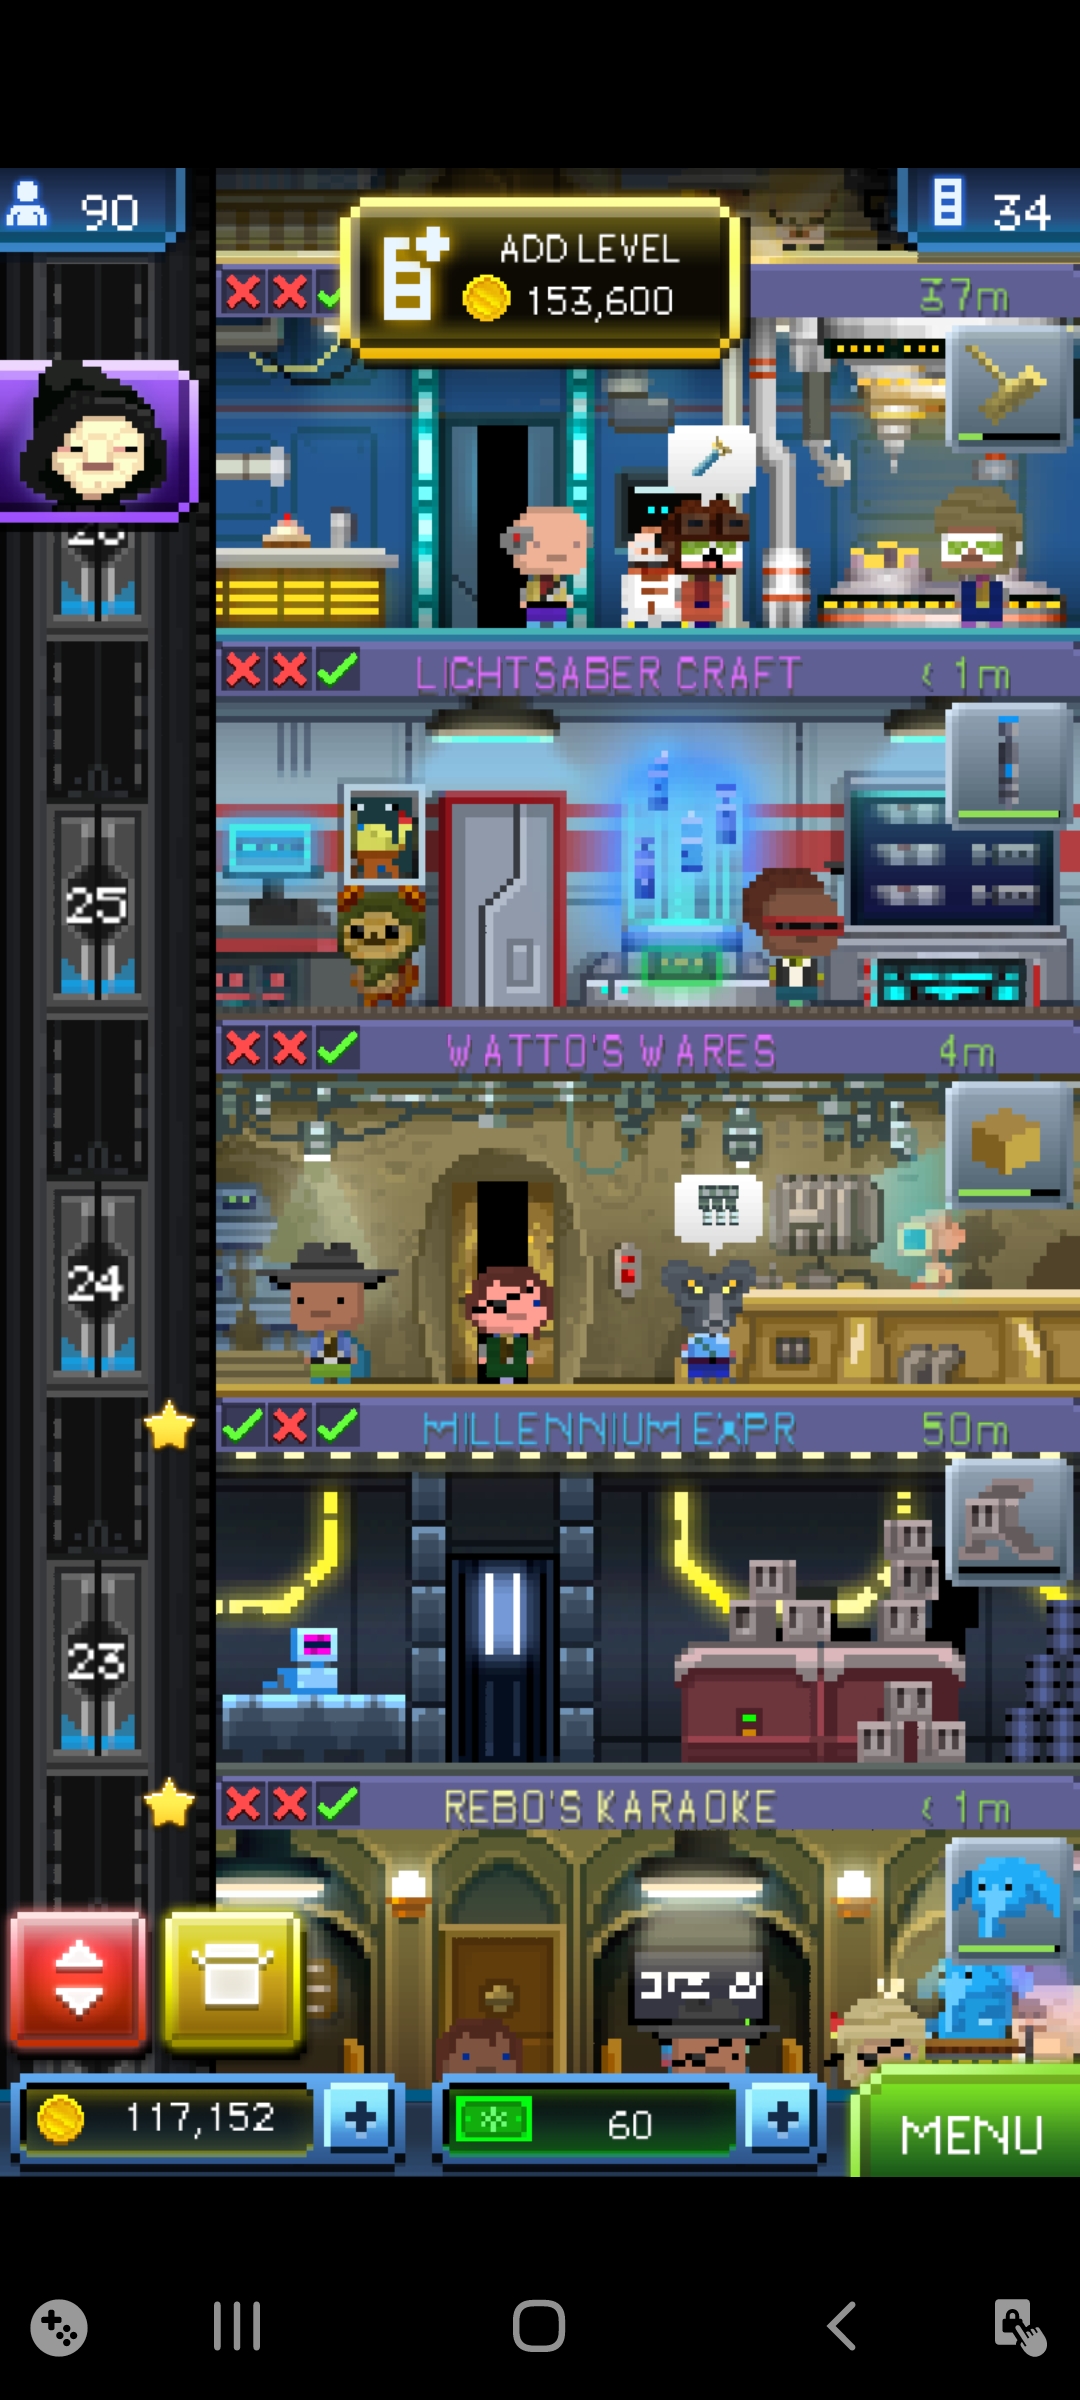 90
ADD LEVEL
153,600
34
37m
LIGHTSABER CRAFT
< 1m
25
WATTO'S WARES
4m
24
MILLENNIUM EXPR
50m
23
REBO'S KARAOKE
< 1m
117,152
60
MENU